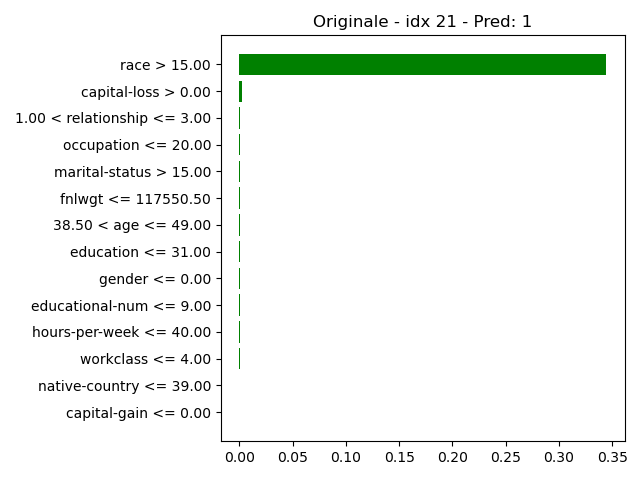 Originale - idx 21 - Pred: 1
race > 15.00
capital-loss > 0.00
1.00 < relationship <= 3.00
occupation <= 20.00
marital-status > 15.00
fnlwgt <= 117550.50
38.50 < age <= 49.00
education <= 31.00
gender <= 0.00
educational-num <= 9.00
hours-per-week <= 40.00
workclass <= 4.00
native-country <= 39.00
capital-gain <= 0.00
0.00 0.05 0.10 0.15 0.20 0.25 0.30 0.35